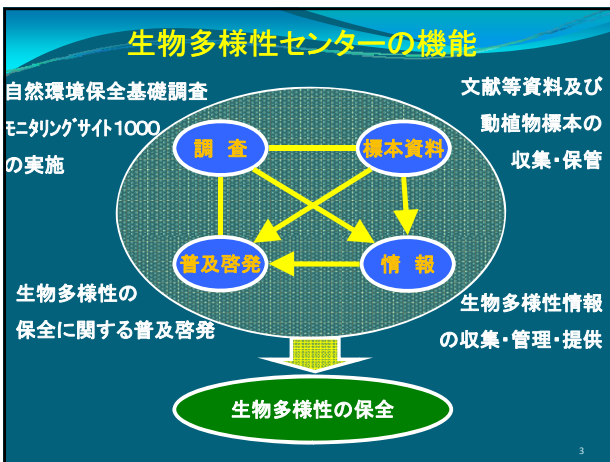 生物多様性センターの機能
自然環境保全基礎調査
ﾓﾆﾀﾘﾝｸﾞｻｲﾄ1000
の実施
文献等資料及び
動植物標本の
収集・保管
調 査
標本資料
普及啓発
情 報
生物多様性の
保全に関する普及啓発
生物多様性情報
の収集・管理・提供
生物多様性の保全
3